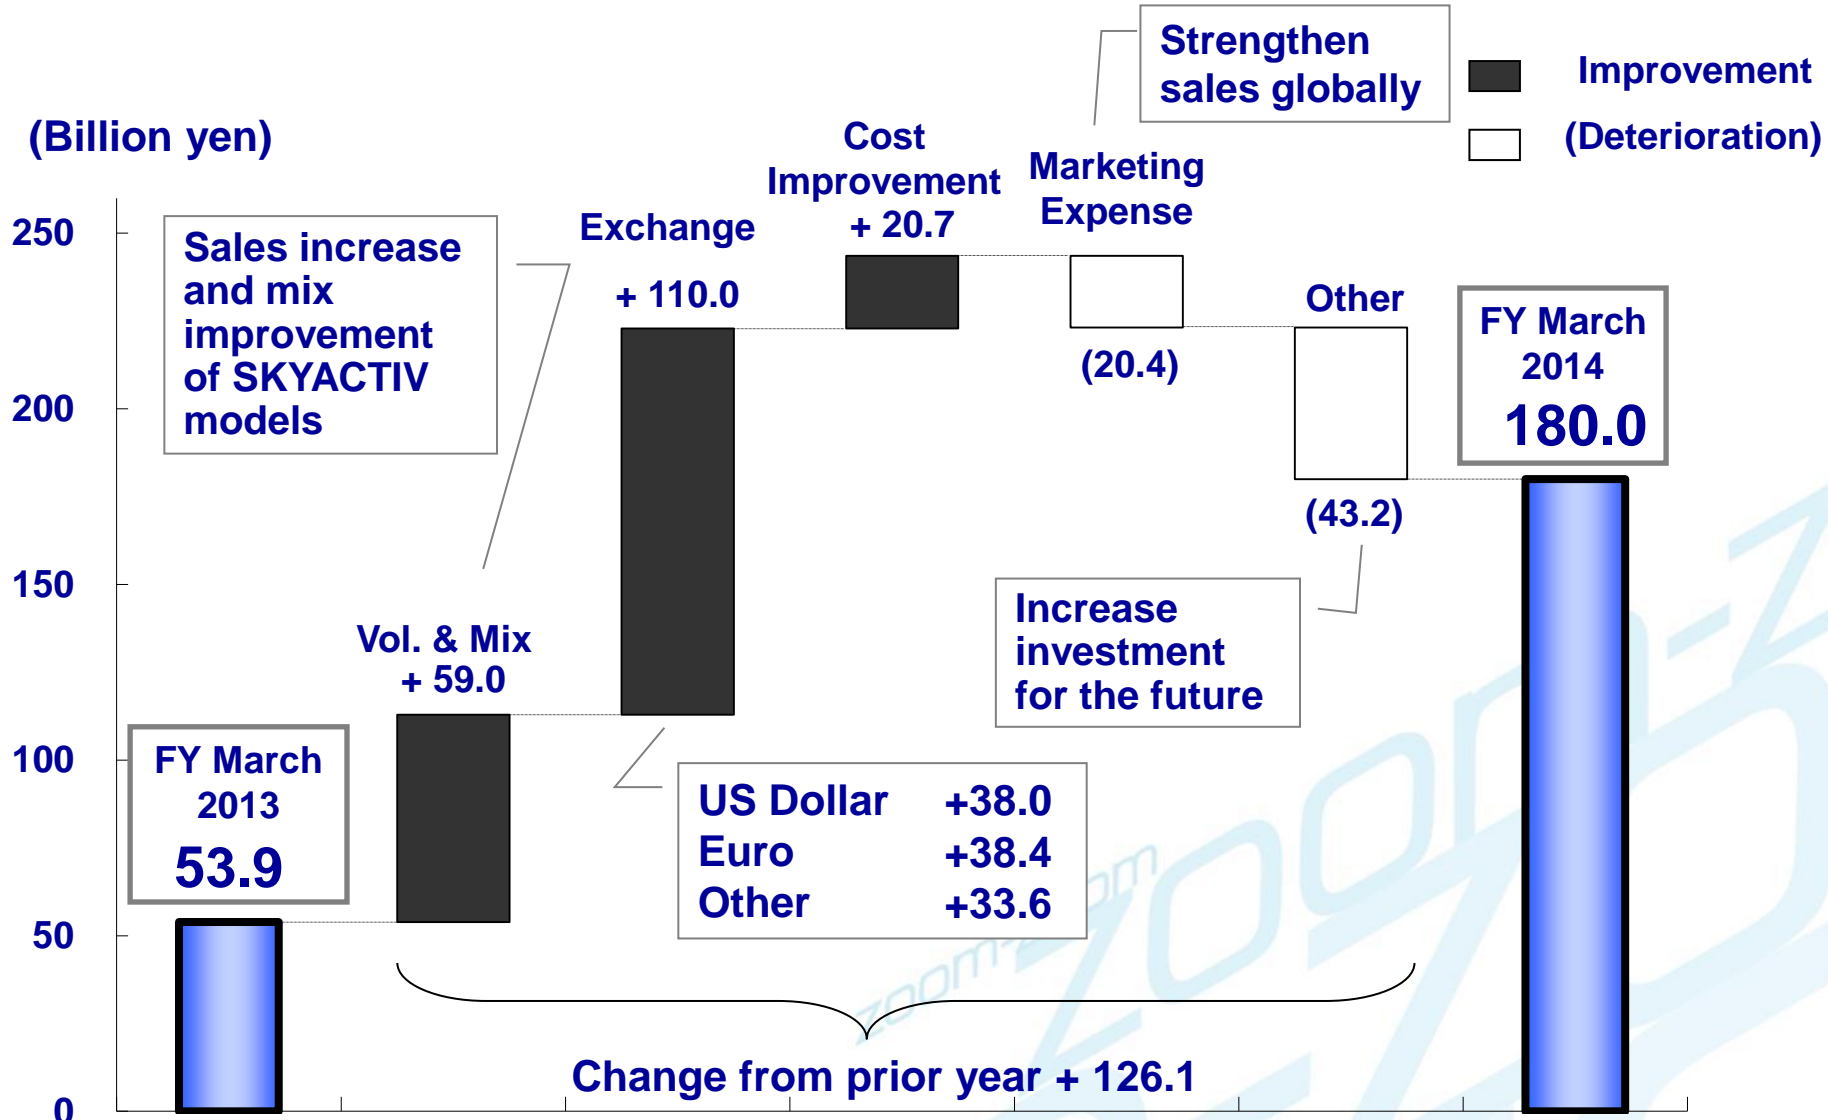 Strengthen
sales globally
Improvement
(Deterioration)
(Billion yen)
250
200
150
100
50
0
Sales increase
and mix
improvement
of SKYACTIV
models
FY March
2013
53.9
Vol. & Mix
+ 59.0
Exchange
+ 110.0
US Dollar +38.0
Euro +38.4
Other +33.6
Cost
Improvement
+ 20.7
Marketing
Expense
(20.4)
Other
(43.2)
Increase
investment
for the future
FY March
2014
180.0
Change from prior year + 126.1
zoom-zoom